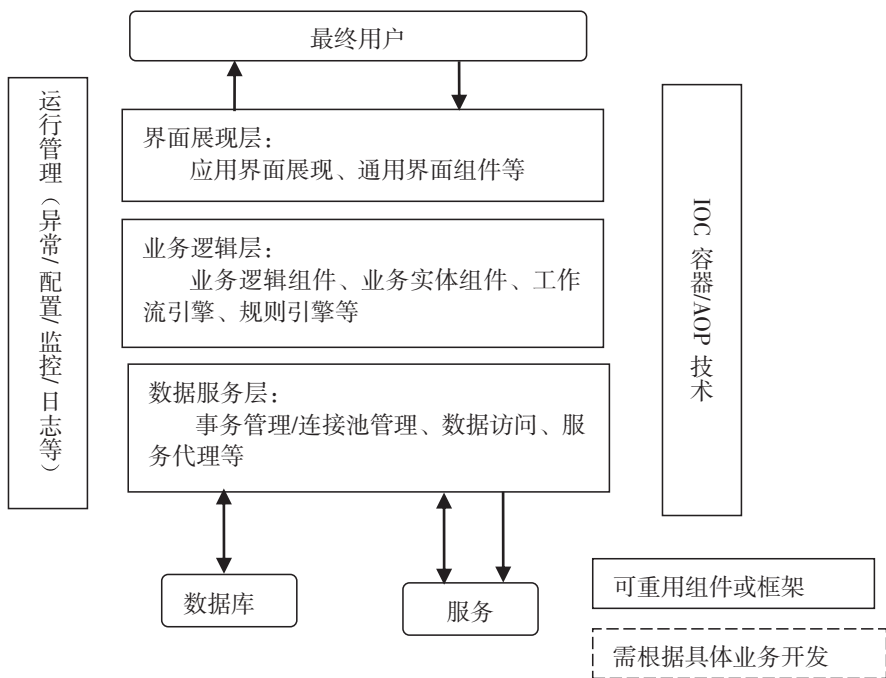 最终用户
运行管理（异常/配置/监控/日志等）
界面展现层：
应用界面展现、通用界面组件等
业务逻辑层：
业务逻辑组件、业务实体组件、工作
流引擎、规则引擎等
数据服务层：
事务管理/连接池管理、数据访问、服
务代理等
IOC 容器/AOP 技术
数据库
服务
可重用组件或框架
需根据具体业务开发